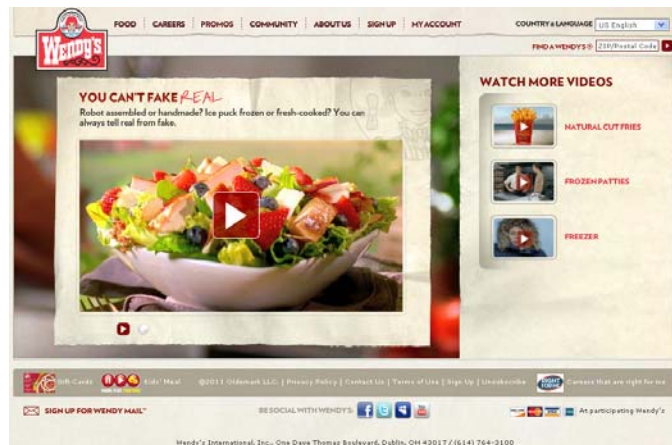 FOOD CAREERS PROMOS COMMUNITY ABOUT US SIGN UP MY ACCOUNT
COUNTRY & LANGUAGE US English
Wendy's
FIND A WENDY'S® ZIP/Postal Code
YOU CAN'T FAKE REAL
Robot assembled or handmade? Ice puck frozen or fresh-cooked? You can
always tell real from fake.
WATCH MORE VIDEOS
NATURAL CUT FRIES
FROZEN PATTIES
FREEZER
Gift Cards Kids' Meal ©2011 Oldemark LLC. | Privacy Policy | Contact Us | Terms of Use | Sign Up | Unsubscribe Careers that are right for you
SIGN UP FOR WENDY MAIL™
BE SOCIAL WITH WENDY'S: At participating Wendy's
Wendy's International, Inc., One Dave Thomas Boulevard, Dublin, OH 43017 / (614) 764-3100